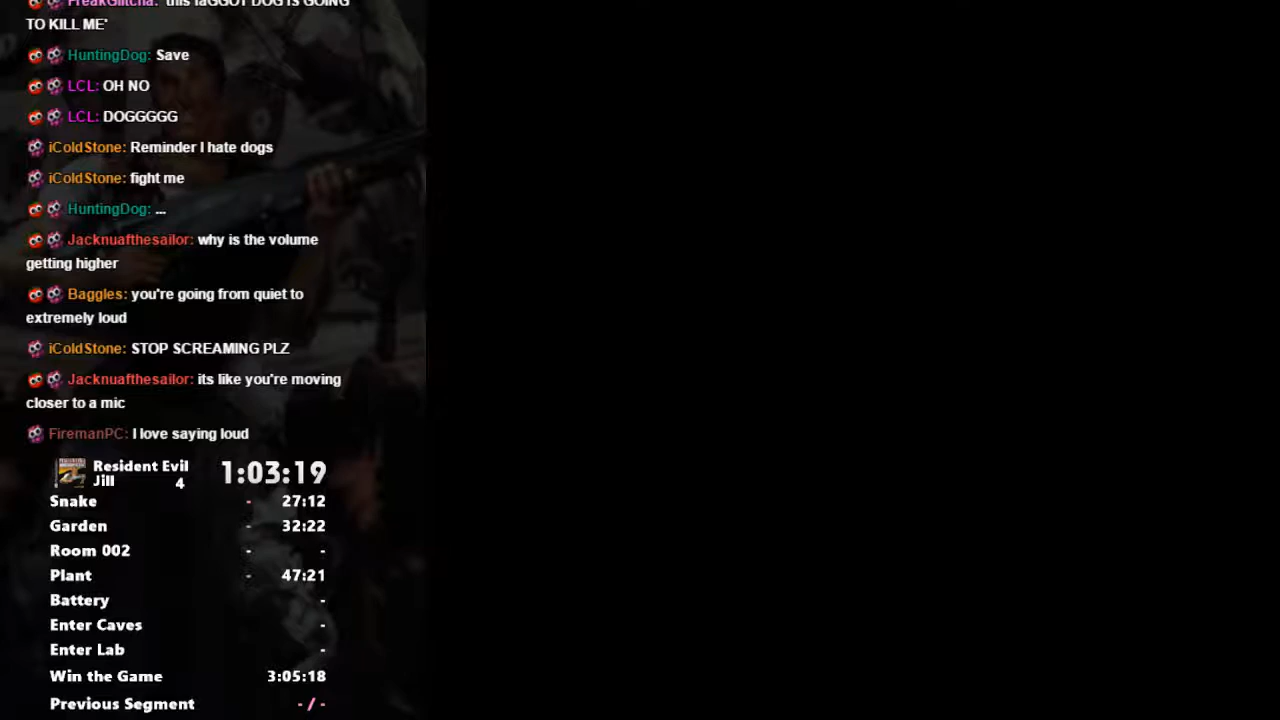 FreakGlitcha: 'this faGGOT DOG IS GOING
TO KILL ME'
HuntingDog: Save
LCL: OH NO
LCL: DOGGGGG
iColdStone: Reminder I hate dogs
iColdStone: fight me
HuntingDog: ...
Jacknuafthesailor: why is the volume
getting higher
Baggles: you're going from quiet to
extremely loud
iColdStone: STOP SCREAMING PLZ
Jacknuafthesailor: its like you're moving
closer to a mic
FiremanPC: I love saying loud
Resident Evil 1:03:19
Jill 4
Snake - 27:12
Garden - 32:22
Room 002 - -
Plant - 47:21
Battery -
Enter Caves -
Enter Lab -
Win the Game 3:05:18
Previous Segment - / -